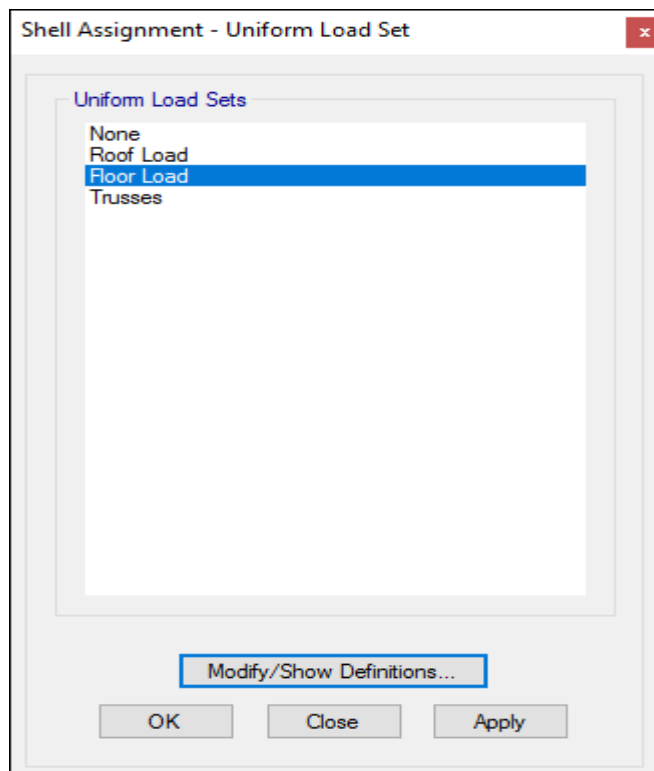 Shell Assignment - Uniform Load Set
x
Uniform Load Sets
None
Roof Load
Floor Load
Trusses
Modify/Show Definitions...
OK
Close
Apply